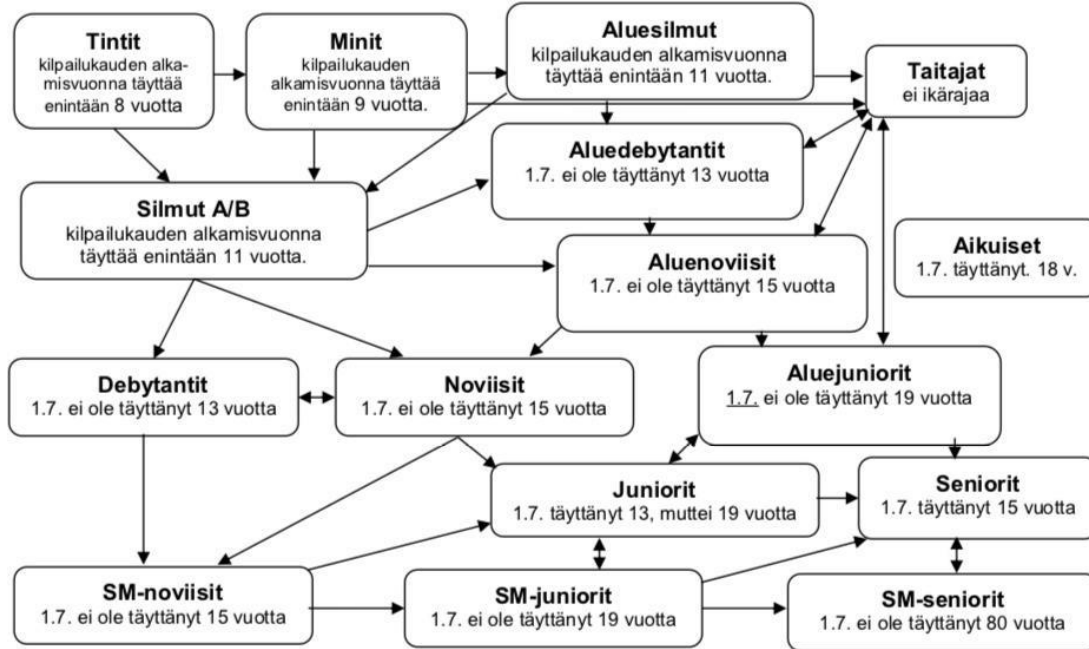 Tintit
kilpailukauden alka-
misvuonna täyttää
enintään 8 vuotta
Minit
kilpailukauden
alkamisvuonna täyttää
enintään 9 vuotta.
Aluesilmut
kilpailukauden alkamisvuonna
täyttää enintään 11 vuotta.
Taitajat
ei ikärajaa
Aluedebytantit
1.7. ei ole täyttänyt 13 vuotta
Silmut A/B
kilpailukauden alkamisvuonna
täyttää enintään 11 vuotta.
Aluenoviisit
1.7. ei ole täyttänyt 15 vuotta
Aikuiset
1.7. täyttänyt. 18 v.
Debytantit
1.7. ei ole täyttänyt 13 vuotta
Noviisit
1.7. ei ole täyttänyt 15 vuotta
Aluejuniorit
1.7. ei ole täyttänyt 19 vuotta
Juniorit
1.7. täyttänyt 13, muttei 19 vuotta
Seniorit
1.7. täyttänyt 15 vuotta
SM-noviisit
1.7. ei ole täyttänyt 15 vuotta
SM-juniorit
1.7. ei ole täyttänyt 19 vuotta
SM-seniorit
1.7. ei ole täyttänyt 80 vuotta